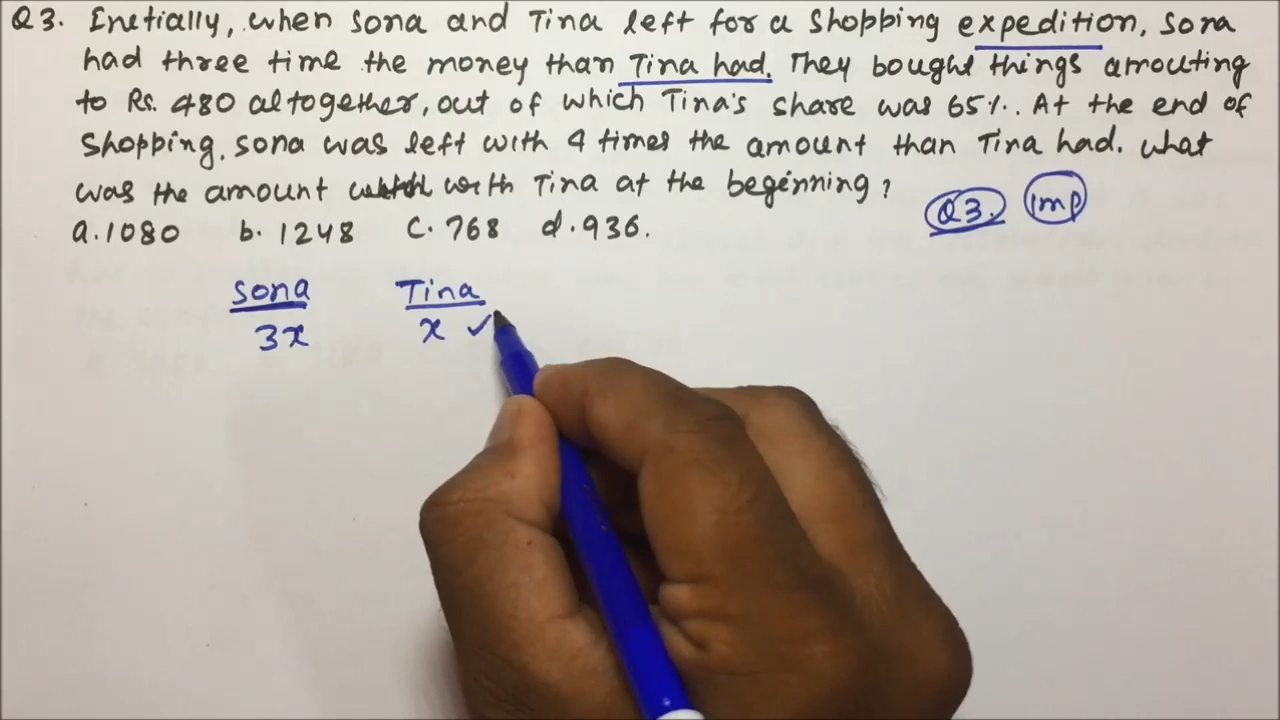 Q3. Initially, when Sona and Tina left for a Shopping expedition, Sona
had three time the money than Tina had. They bought things amouting
to Rs. 480 altogether, out of which Tina's share was 65%. At the end of
Shopping, Sona was left with 4 times the amount than Tina had. what
was the amount with Tina at the beginning?
a. 1080 b. 1248 c. 768 d. 936.
Q3. imp
Sona Tina
3x x ✓